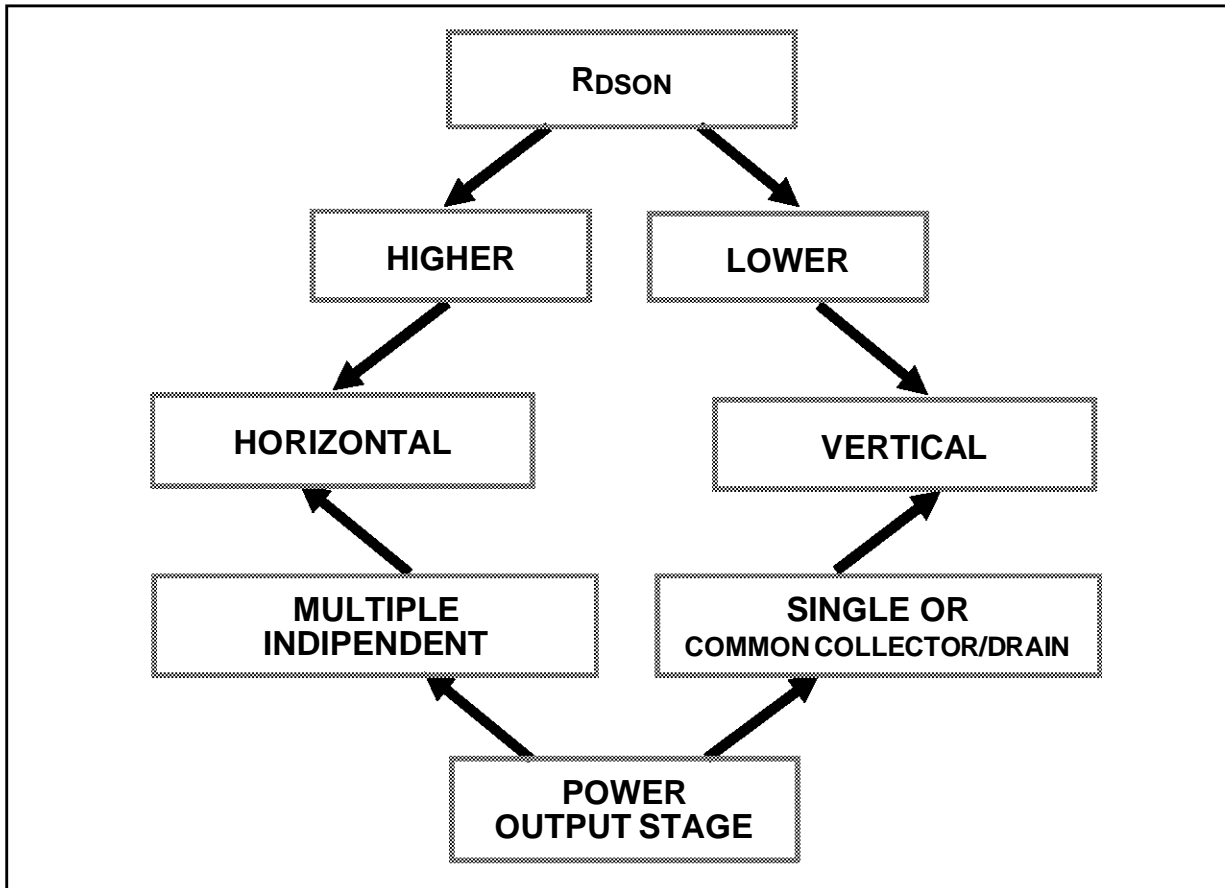 RDSON
HIGHER
LOWER
HORIZONTAL
VERTICAL
MULTIPLE
INDIPENDENT
SINGLE OR
COMMON COLLECTOR/DRAIN
POWER
OUTPUT STAGE